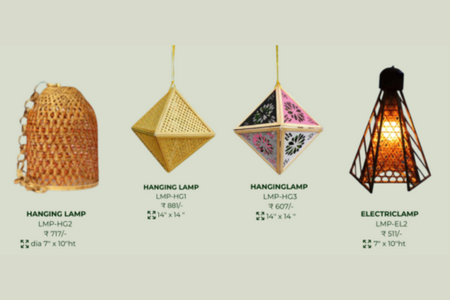 HANGING LAMP
LMP-HG2
₹ 717/-
dia 7" x 10"ht
HANGING LAMP
LMP-HG1
₹ 881/-
14" x 14 "
HANGINGLAMP
LMP-HG3
₹ 607/-
14" x 14 "
ELECTRICLAMP
LMP-EL2
₹ 511/-
7" x 10"ht